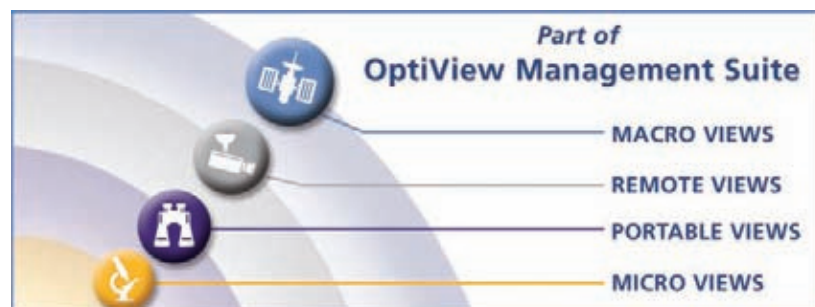 Part of
OptiView Management Suite
MACRO VIEWS
REMOTE VIEWS
PORTABLE VIEWS
MICRO VIEWS